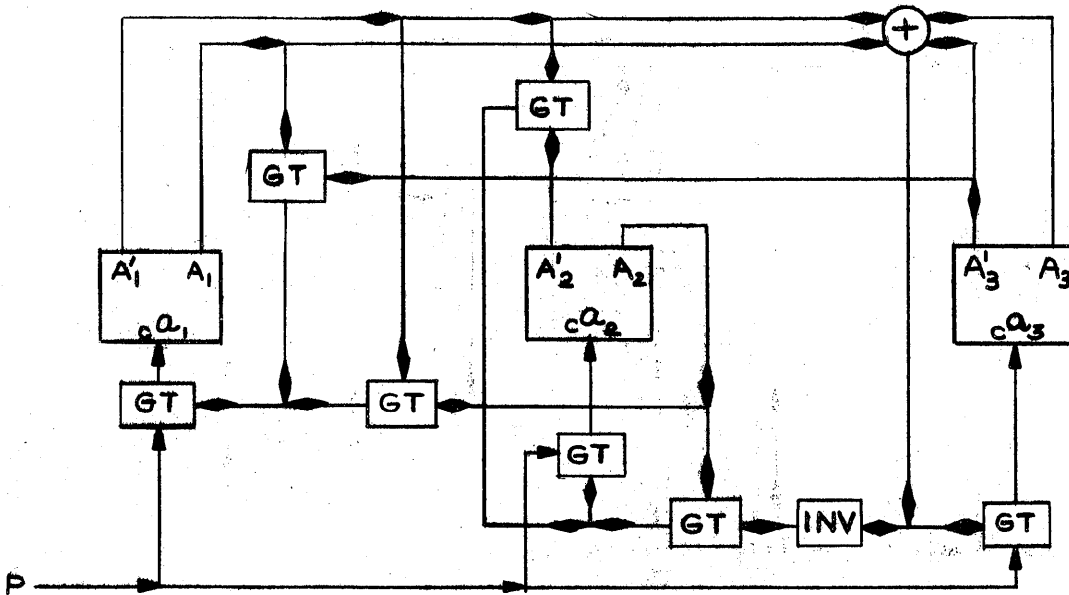 +
GT
GT
A'₁ A₁
A'₂ A₂
A'₃ A₃
ca₁
ca₂
ca₃
GT
GT
GT
GT
INV
GT
P